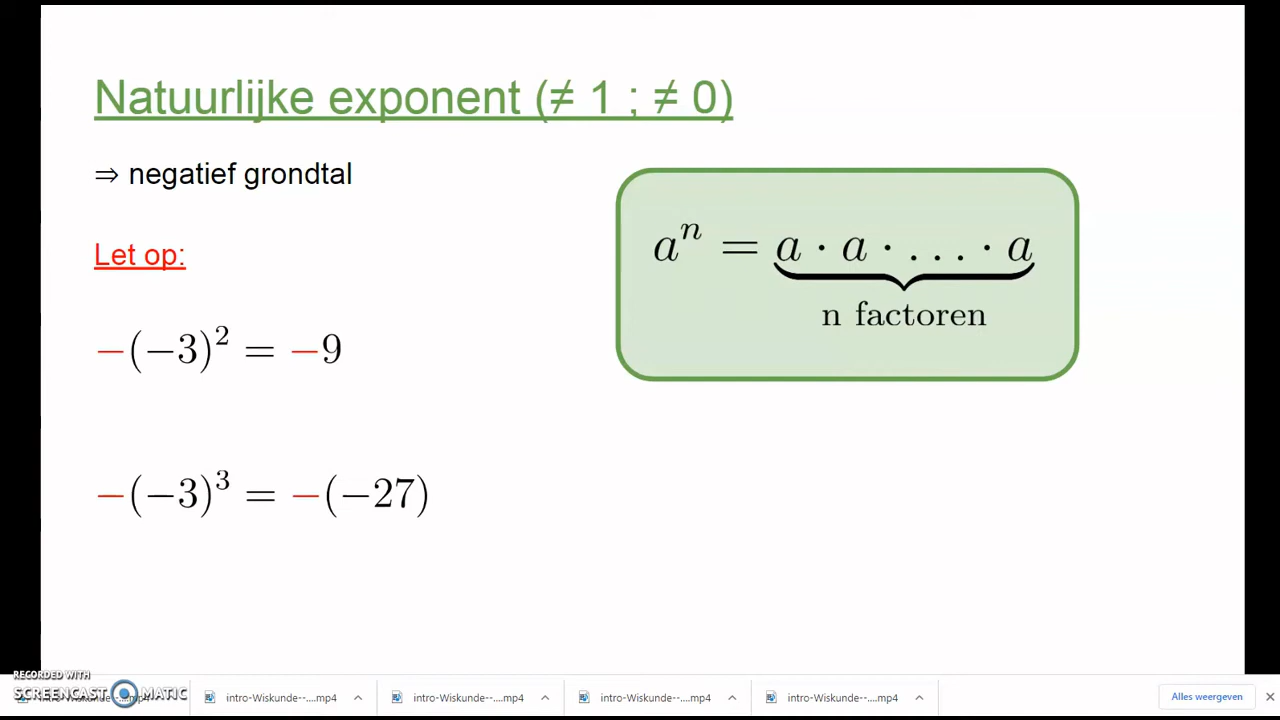 Natuurlijke exponent (≠ 1 ; ≠ 0)
⇒ negatief grondtal
Let op:
aⁿ = a · a · . . . · a
n factoren
−(−3)² = −9
−(−3)³ = −(−27)
RECORDED WITH
SCREENCAST MATIC
....mp4
intro-Wiskunde--....mp4
intro-Wiskunde--....mp4
intro-Wiskunde--....mp4
intro-Wiskunde--....mp4
Alles weergeven